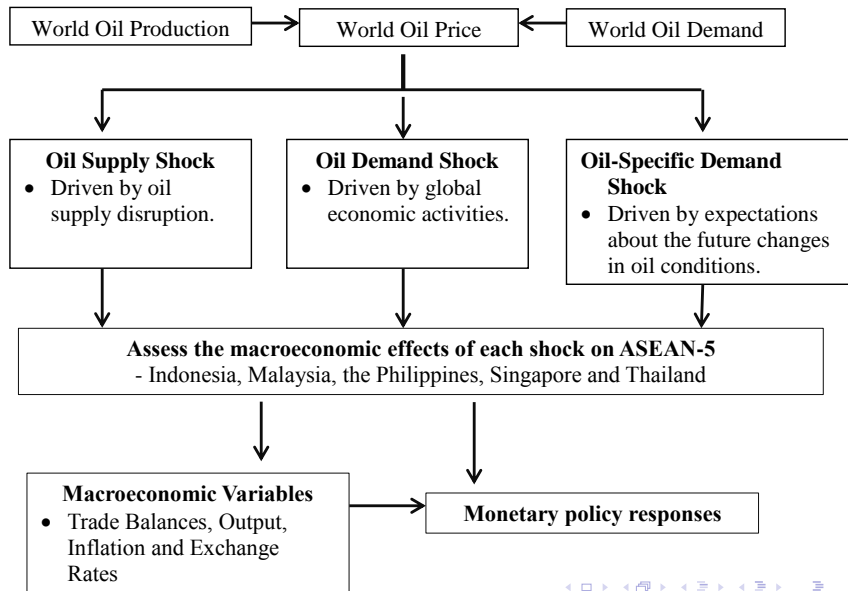 World Oil Production
World Oil Price
World Oil Demand
Oil Supply Shock
• Driven by oil
supply disruption.
Oil Demand Shock
• Driven by global
economic activities.
Oil-Specific Demand
Shock
• Driven by expectations
about the future changes
in oil conditions.
Assess the macroeconomic effects of each shock on ASEAN-5
- Indonesia, Malaysia, the Philippines, Singapore and Thailand
Macroeconomic Variables
• Trade Balances, Output,
Inflation and Exchange
Rates
Monetary policy responses